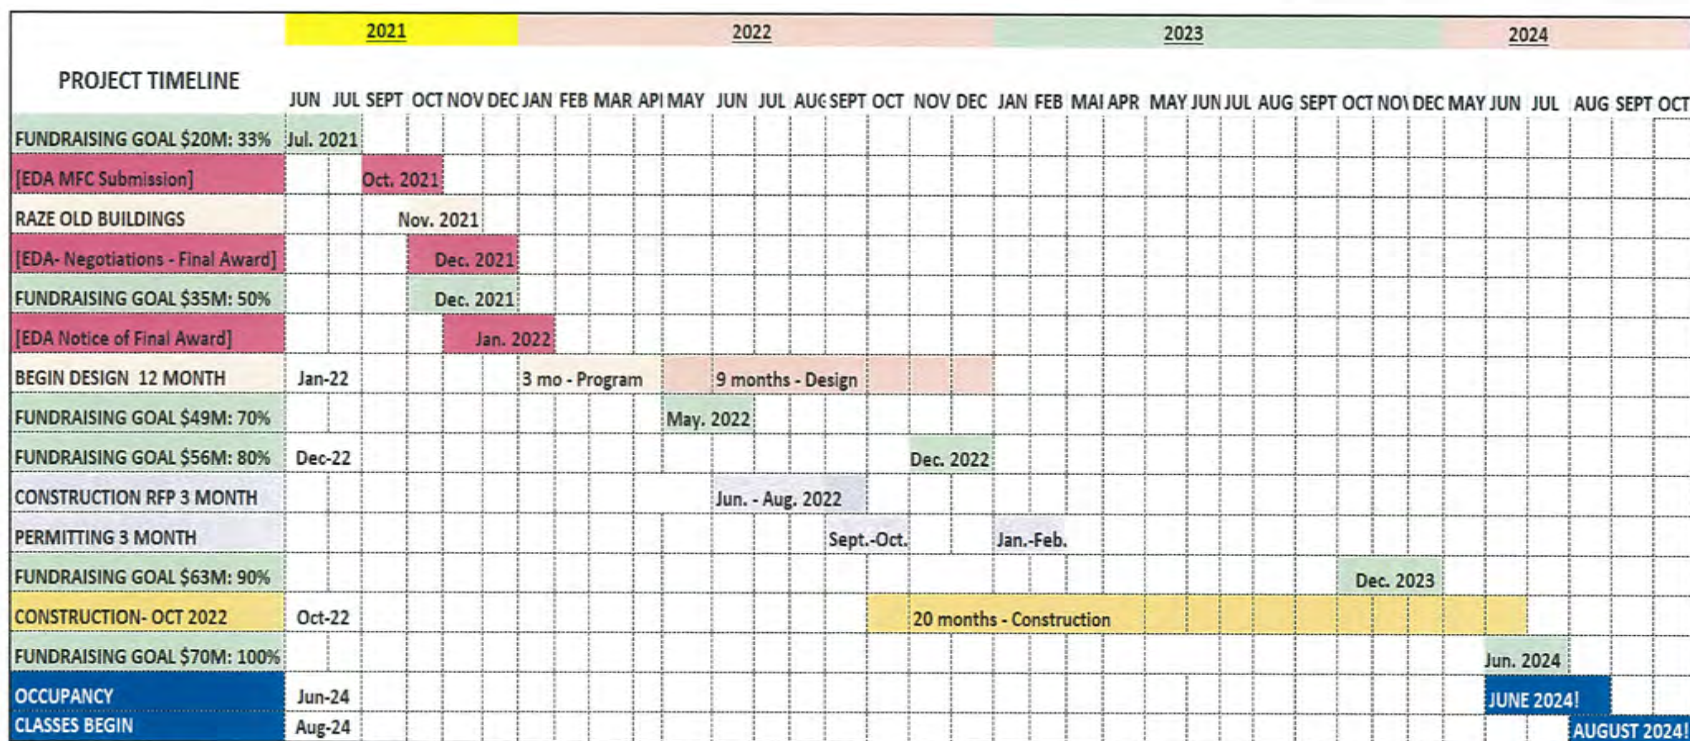 2021 2022 2023 2024
PROJECT TIMELINE
JUN JUL SEPT OCT NOV DEC JAN FEB MAR API MAY JUN JUL AUG SEPT OCT NOV DEC JAN FEB MAI APR MAY JUN JUL AUG SEPT OCT NOV DEC MAY JUN JUL AUG SEPT OCT
FUNDRAISING GOAL $20M: 33% Jul. 2021
[EDA MFC Submission] Oct. 2021
RAZE OLD BUILDINGS Nov. 2021
[EDA- Negotiations - Final Award] Dec. 2021
FUNDRAISING GOAL $35M: 50% Dec. 2021
[EDA Notice of Final Award] Jan. 2022
BEGIN DESIGN 12 MONTH Jan-22 3 mo - Program 9 months - Design
FUNDRAISING GOAL $49M: 70% May. 2022
FUNDRAISING GOAL $56M: 80% Dec-22 Dec. 2022
CONSTRUCTION RFP 3 MONTH Jun. - Aug. 2022
PERMITTING 3 MONTH Sept.-Oct. Jan.-Feb.
FUNDRAISING GOAL $63M: 90% Dec. 2023
CONSTRUCTION- OCT 2022 Oct-22 20 months - Construction
FUNDRAISING GOAL $70M: 100% Jun. 2024
OCCUPANCY Jun-24 JUNE 2024!
CLASSES BEGIN Aug-24 AUGUST 2024!